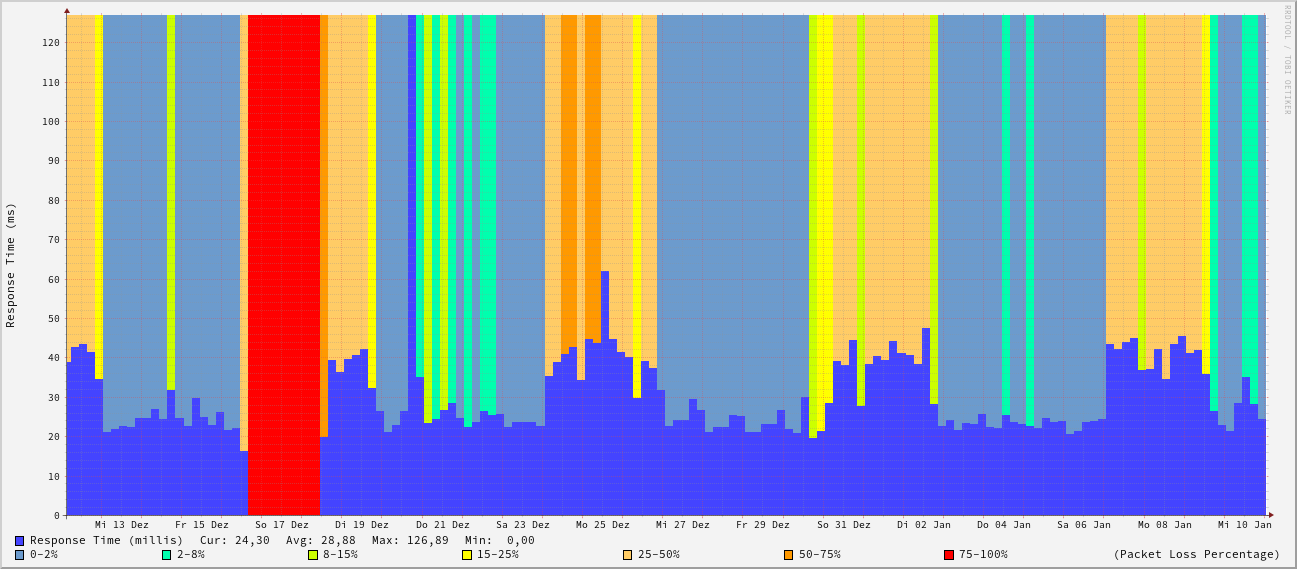 RRDTOOL / TOBI OETIKER
Response Time (ms)
120
110
100
90
80
70
60
50
40
30
20
10
0
Mi 13 Dez Fr 15 Dez So 17 Dez Di 19 Dez Do 21 Dez Sa 23 Dez Mo 25 Dez Mi 27 Dez Fr 29 Dez So 31 Dez Di 02 Jan Do 04 Jan Sa 06 Jan Mo 08 Jan Mi 10 Jan
Response Time (millis) Cur: 24,30 Avg: 28,88 Max: 126,89 Min: 0,00
0-2% 2-8% 8-15% 15-25% 25-50% 50-75% 75-100% (Packet Loss Percentage)